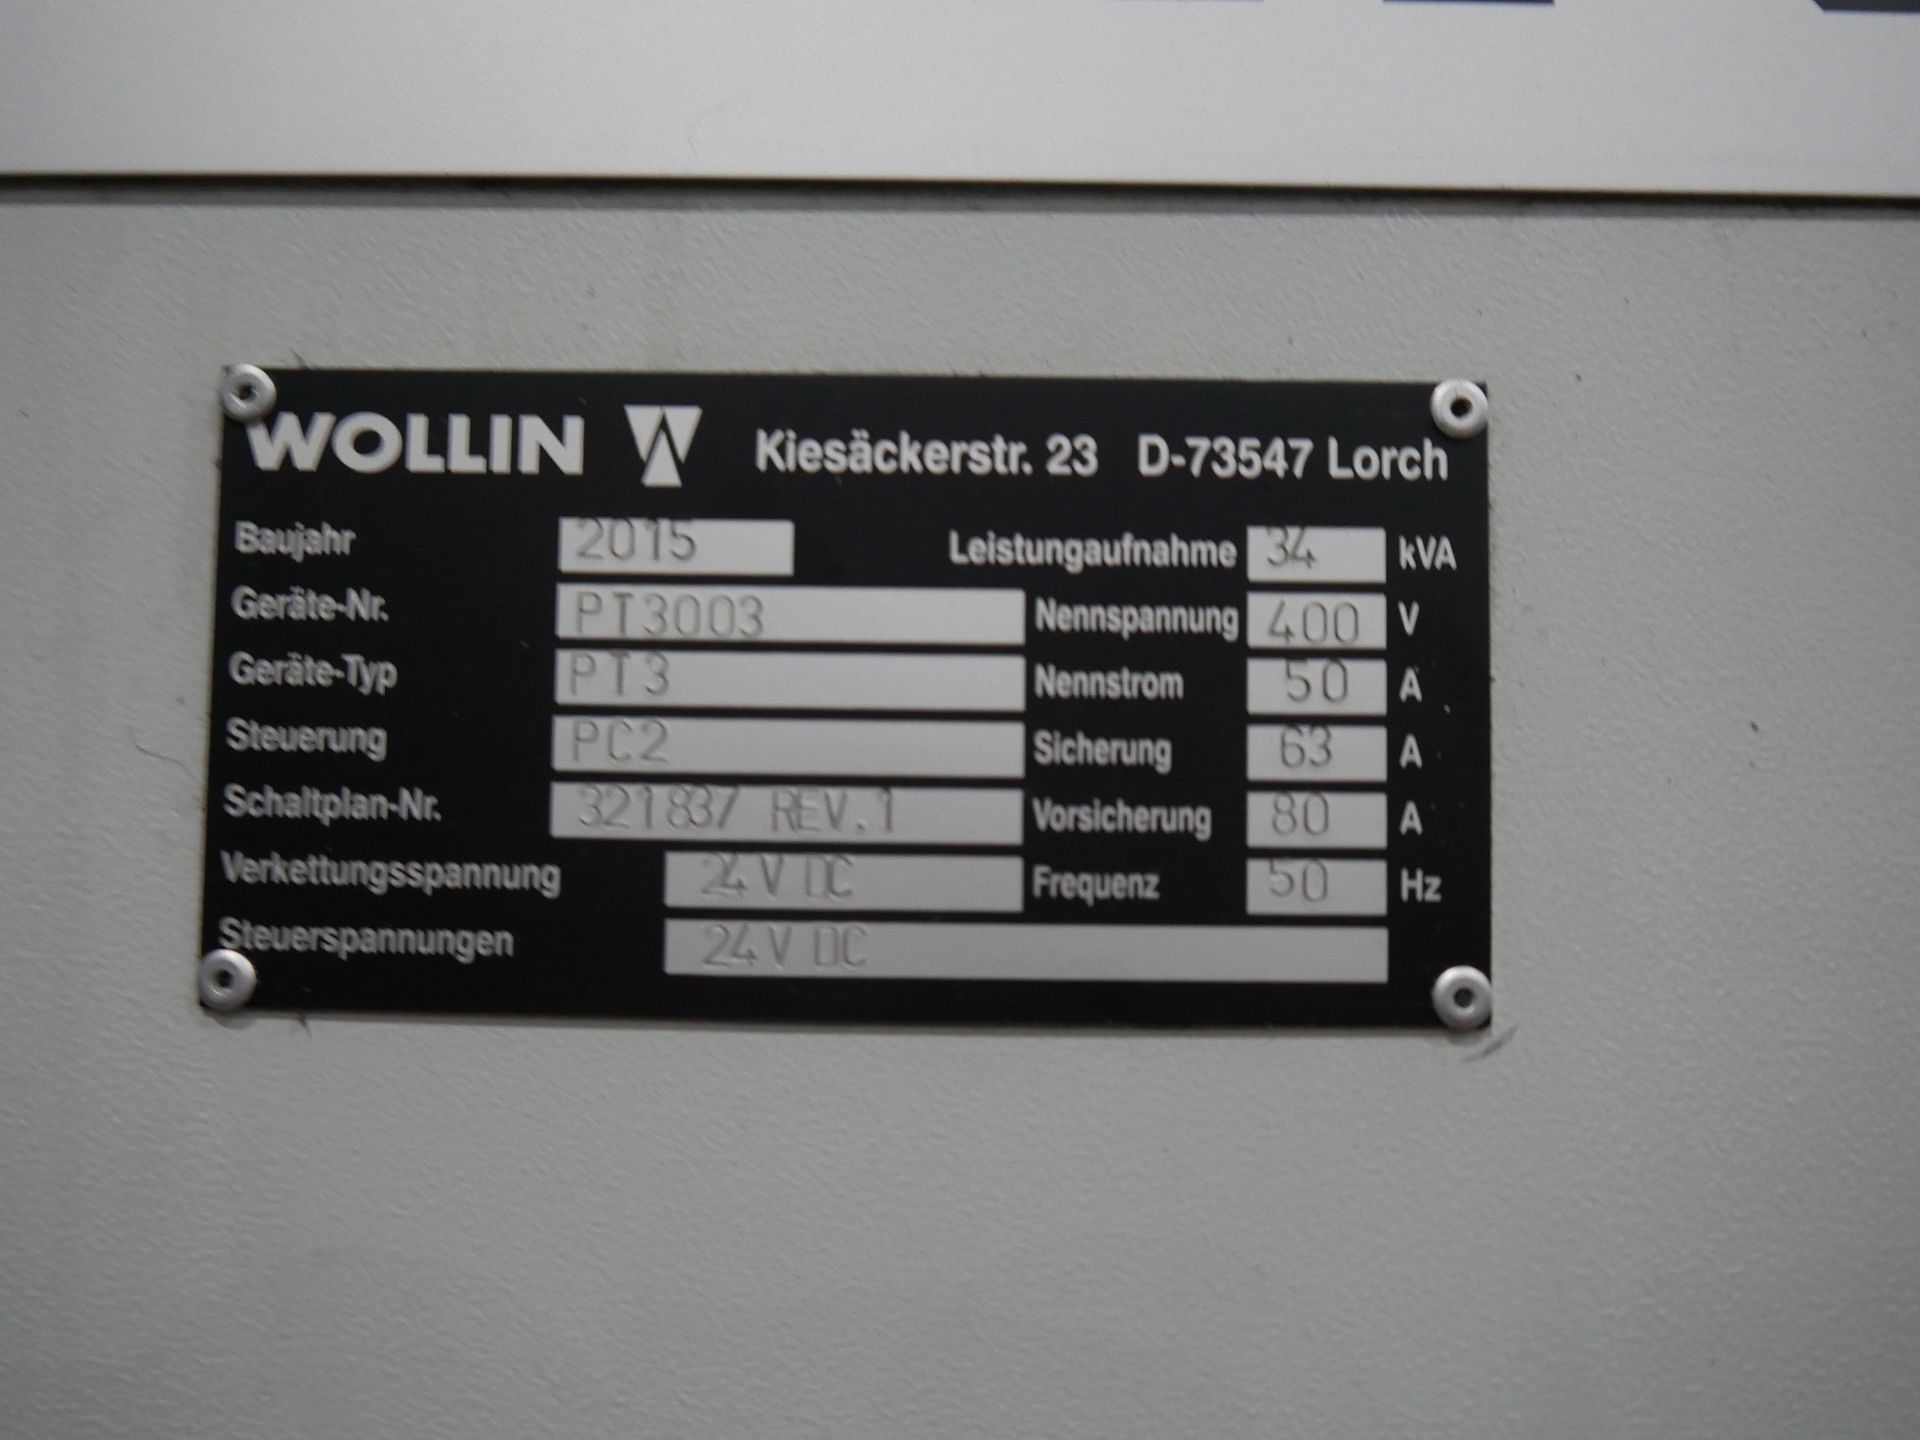 WOLLIN Kiesäckerstr. 23 D-73547 Lorch
Baujahr 2015 Leistungaufnahme 34 kVA
Geräte-Nr. PT3003 Nennspannung 400 V
Geräte-Typ PT3 Nennstrom 50 A
Steuerung PC2 Sicherung 63 A
Schaltplan-Nr. 321837 REV.1 Vorsicherung 80 A
Verkettungsspannung 24V DC Frequenz 50 Hz
Steuerspannungen 24V DC